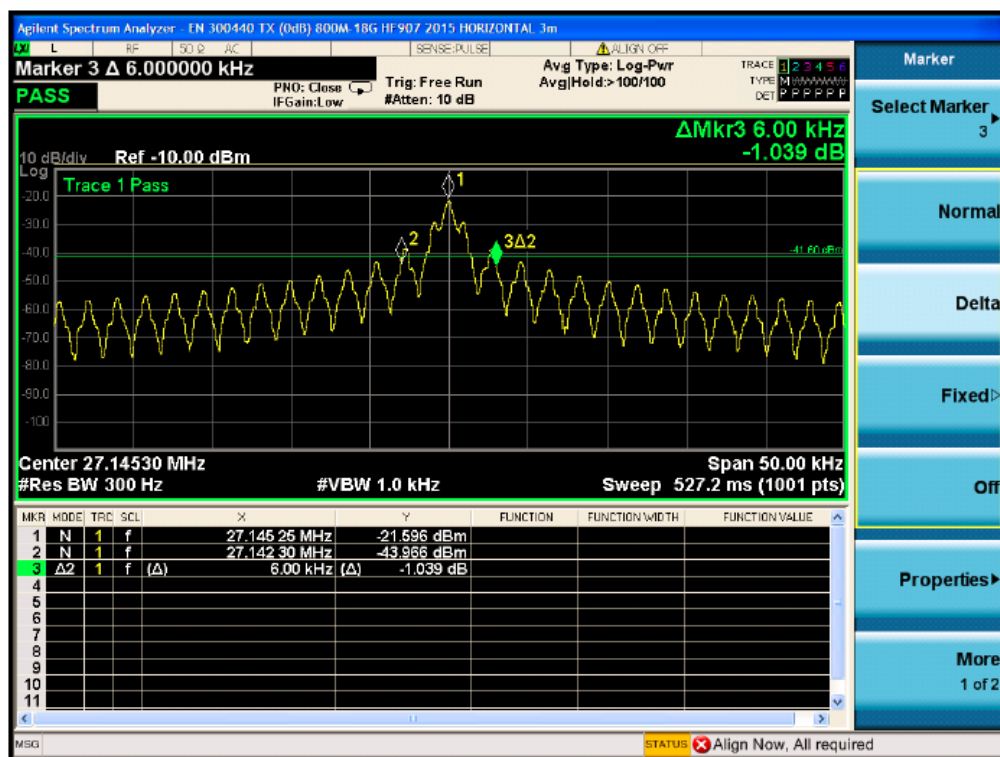 Agilent Spectrum Analyzer - EN 300440 TX (0dB) 800M-18G HF907 2015 HORIZONTAL 3m
LXI L RF 50 Ω AC SENSE:PULSE ALIGN OFF
Marker 3 Δ 6.000000 kHz
PASS
PNO: Close
IFGain:Low
Trig: Free Run
#Atten: 10 dB
Avg Type: Log-Pwr
Avg|Hold:>100/100
TRACE 1 2 3 4 5 6
TYPE M
DET P P P P P P
ΔMkr3 6.00 kHz
-1.039 dB
10 dB/div Ref -10.00 dBm
Log
Trace 1 Pass
1
2
3Δ2
-41.60 dBm
-20.0
-30.0
-40.0
-50.0
-60.0
-70.0
-80.0
-90.0
-100
Center 27.14530 MHz Span 50.00 kHz
#Res BW 300 Hz #VBW 1.0 kHz Sweep 527.2 ms (1001 pts)
MKR MODE TRC SCL X Y FUNCTION FUNCTION WIDTH FUNCTION VALUE
1 N 1 f 27.145 25 MHz -21.596 dBm
2 N 1 f 27.142 30 MHz -43.966 dBm
3 Δ2 1 f (Δ) 6.00 kHz (Δ) -1.039 dB
4
5
6
7
8
9
10
11
MSG STATUS Align Now, All required
Marker
Select Marker
3
Normal
Delta
Fixed
Off
Properties
More
1 of 2